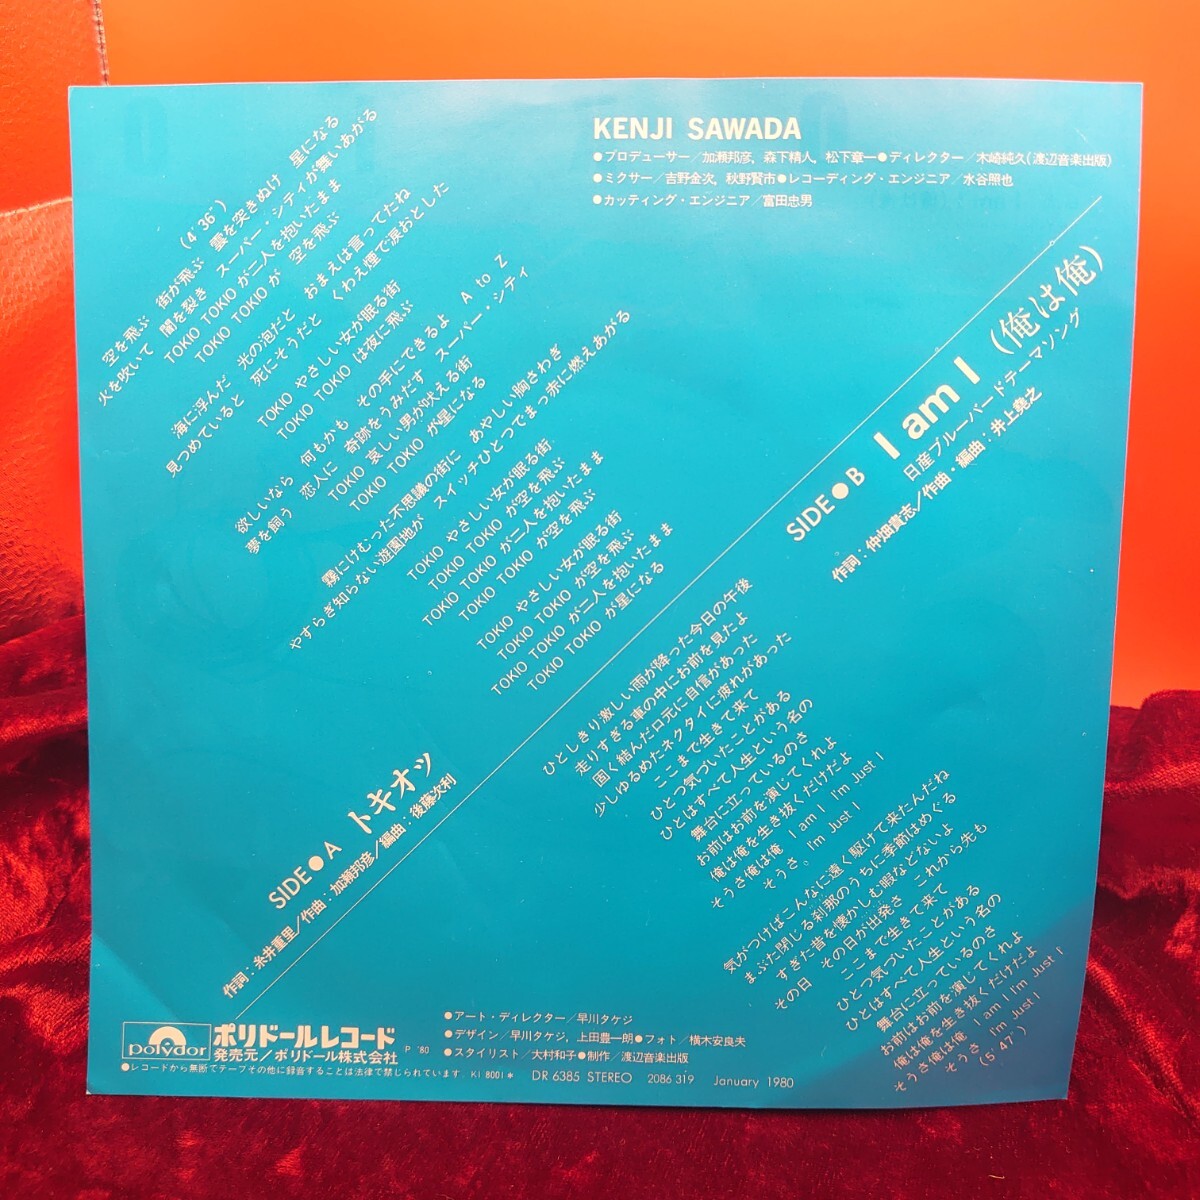 KENJI SAWADA
●プロデューサー／加瀬邦彦, 森下精人, 松下章一●ディレクター／木崎純久(渡辺音楽出版)
●ミクサー／吉野金次, 秋野賢市●レコーディング・エンジニア／水谷照也
●カッティング・エンジニア／富田忠男
SIDE●A トキオッ
作詞：糸井重里／作曲：加瀬邦彦／編曲：後藤次利
空を飛ぶ 街が飛ぶ 雲を突きぬけ 星になる
火を吹いて 闇を裂き スーパー・シティが舞いあがる
TOKIO TOKIOが二人を抱いたまま
TOKIO TOKIOが 空を飛ぶ
海に浮んだ 光の泡だと おまえは言ってたね
見つめていると 死にそうだと くわえ煙で涙おとした
TOKIO やさしい女が眠る街
TOKIO TOKIO は夜に飛ぶ
欲しいなら 何もかも その手にできるよ A to Z
夢を飼う 恋人に 奇跡をうみだす スーパー・シティ
TOKIO 哀しい男が吠える街
TOKIO TOKIO が星になる
霧にけむった不思議の街に あやしい胸さわぎ
やすらぎ知らない遊園地が スイッチひとつでまっ赤に燃えあがる
TOKIO やさしい女が眠る街
TOKIO TOKIO が空を飛ぶ
TOKIO TOKIO が二人を抱いたまま
TOKIO TOKIO が空を飛ぶ
TOKIO やさしい女が眠る街
TOKIO TOKIO が空を飛ぶ
TOKIO TOKIO が二人を抱いたまま
TOKIO TOKIO が星になる
(4′36″)
SIDE●B I am I (俺は俺)
日産ブルーバードテーマソング
作詞：仲畑貴志／作曲・編曲：井上堯之
ひとしきり激しい雨が降った今日の午後
走りすぎる車の中にお前を見たよ
固く結んだ口元に自信があった
少しゆるめたネクタイに疲れがあった
ここまで生きて来て
ひとつ気づいたことがある
ひとはすべて人生という名の
舞台に立っているのさ
お前はお前を演じてくれよ
俺は俺を生き抜くだけだよ
そうさ俺は俺 I am I I'm Just I
そうさ、I'm Just I
気がつけばこんなに遠く駆けて来たんだね
まぶた閉じる刹那のうちに季節はめぐる
すぎた昔を懐かしむ暇などないよ
その日 その日が出発さ これから先も
ここまで生きて来て
ひとつ気づいたことがある
ひとはすべて人生という名の
舞台に立っているのさ
お前はお前を演じてくれよ
俺は俺を生き抜くだけだよ
そうさ俺は俺 I am I I'm Just I
そうさ I'm Just I
(5′47″)
polydor
ポリドールレコード
発売元／ポリドール株式会社
P '80
●アート・ディレクター／早川タケジ
●デザイン／早川タケジ, 上田豊一朗●フォト／横木安良夫
●スタイリスト／大村和子●制作／渡辺音楽出版
●レコードから無断でテープその他に録音することは法律で禁じられています. KI 8001＊ DR 6385 STEREO 2086 319 January 1980